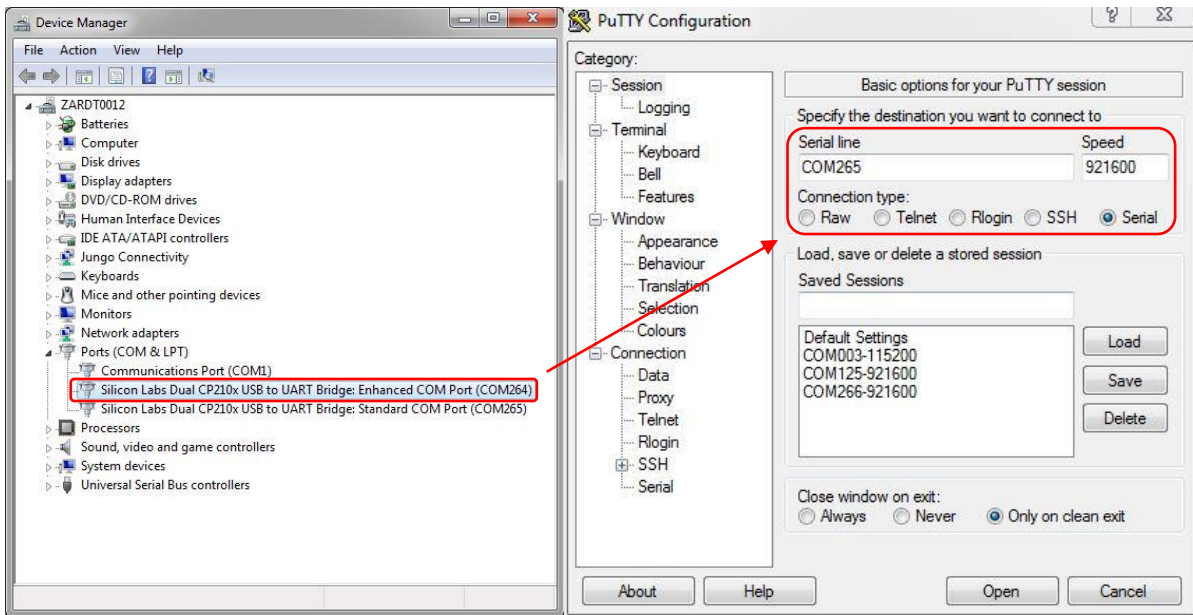 Device Manager
File Action View Help
ZARDT0012
Batteries
Computer
Disk drives
Display adapters
DVD/CD-ROM drives
Human Interface Devices
IDE ATA/ATAPI controllers
Jungo Connectivity
Keyboards
Mice and other pointing devices
Monitors
Network adapters
Ports (COM & LPT)
Communications Port (COM1)
Silicon Labs Dual CP210x USB to UART Bridge: Enhanced COM Port (COM264)
Silicon Labs Dual CP210x USB to UART Bridge: Standard COM Port (COM265)
Processors
Sound, video and game controllers
System devices
Universal Serial Bus controllers
PuTTY Configuration
Category:
Session
Logging
Terminal
Keyboard
Bell
Features
Window
Appearance
Behaviour
Translation
Selection
Colours
Connection
Data
Proxy
Telnet
Rlogin
SSH
Serial
Basic options for your PuTTY session
Specify the destination you want to connect to
Serial line Speed
COM265 921600
Connection type:
Raw Telnet Rlogin SSH Serial
Load, save or delete a stored session
Saved Sessions
Default Settings
COM003-115200
COM125-921600
COM266-921600
Load
Save
Delete
Close window on exit:
Always Never Only on clean exit
About Help Open Cancel